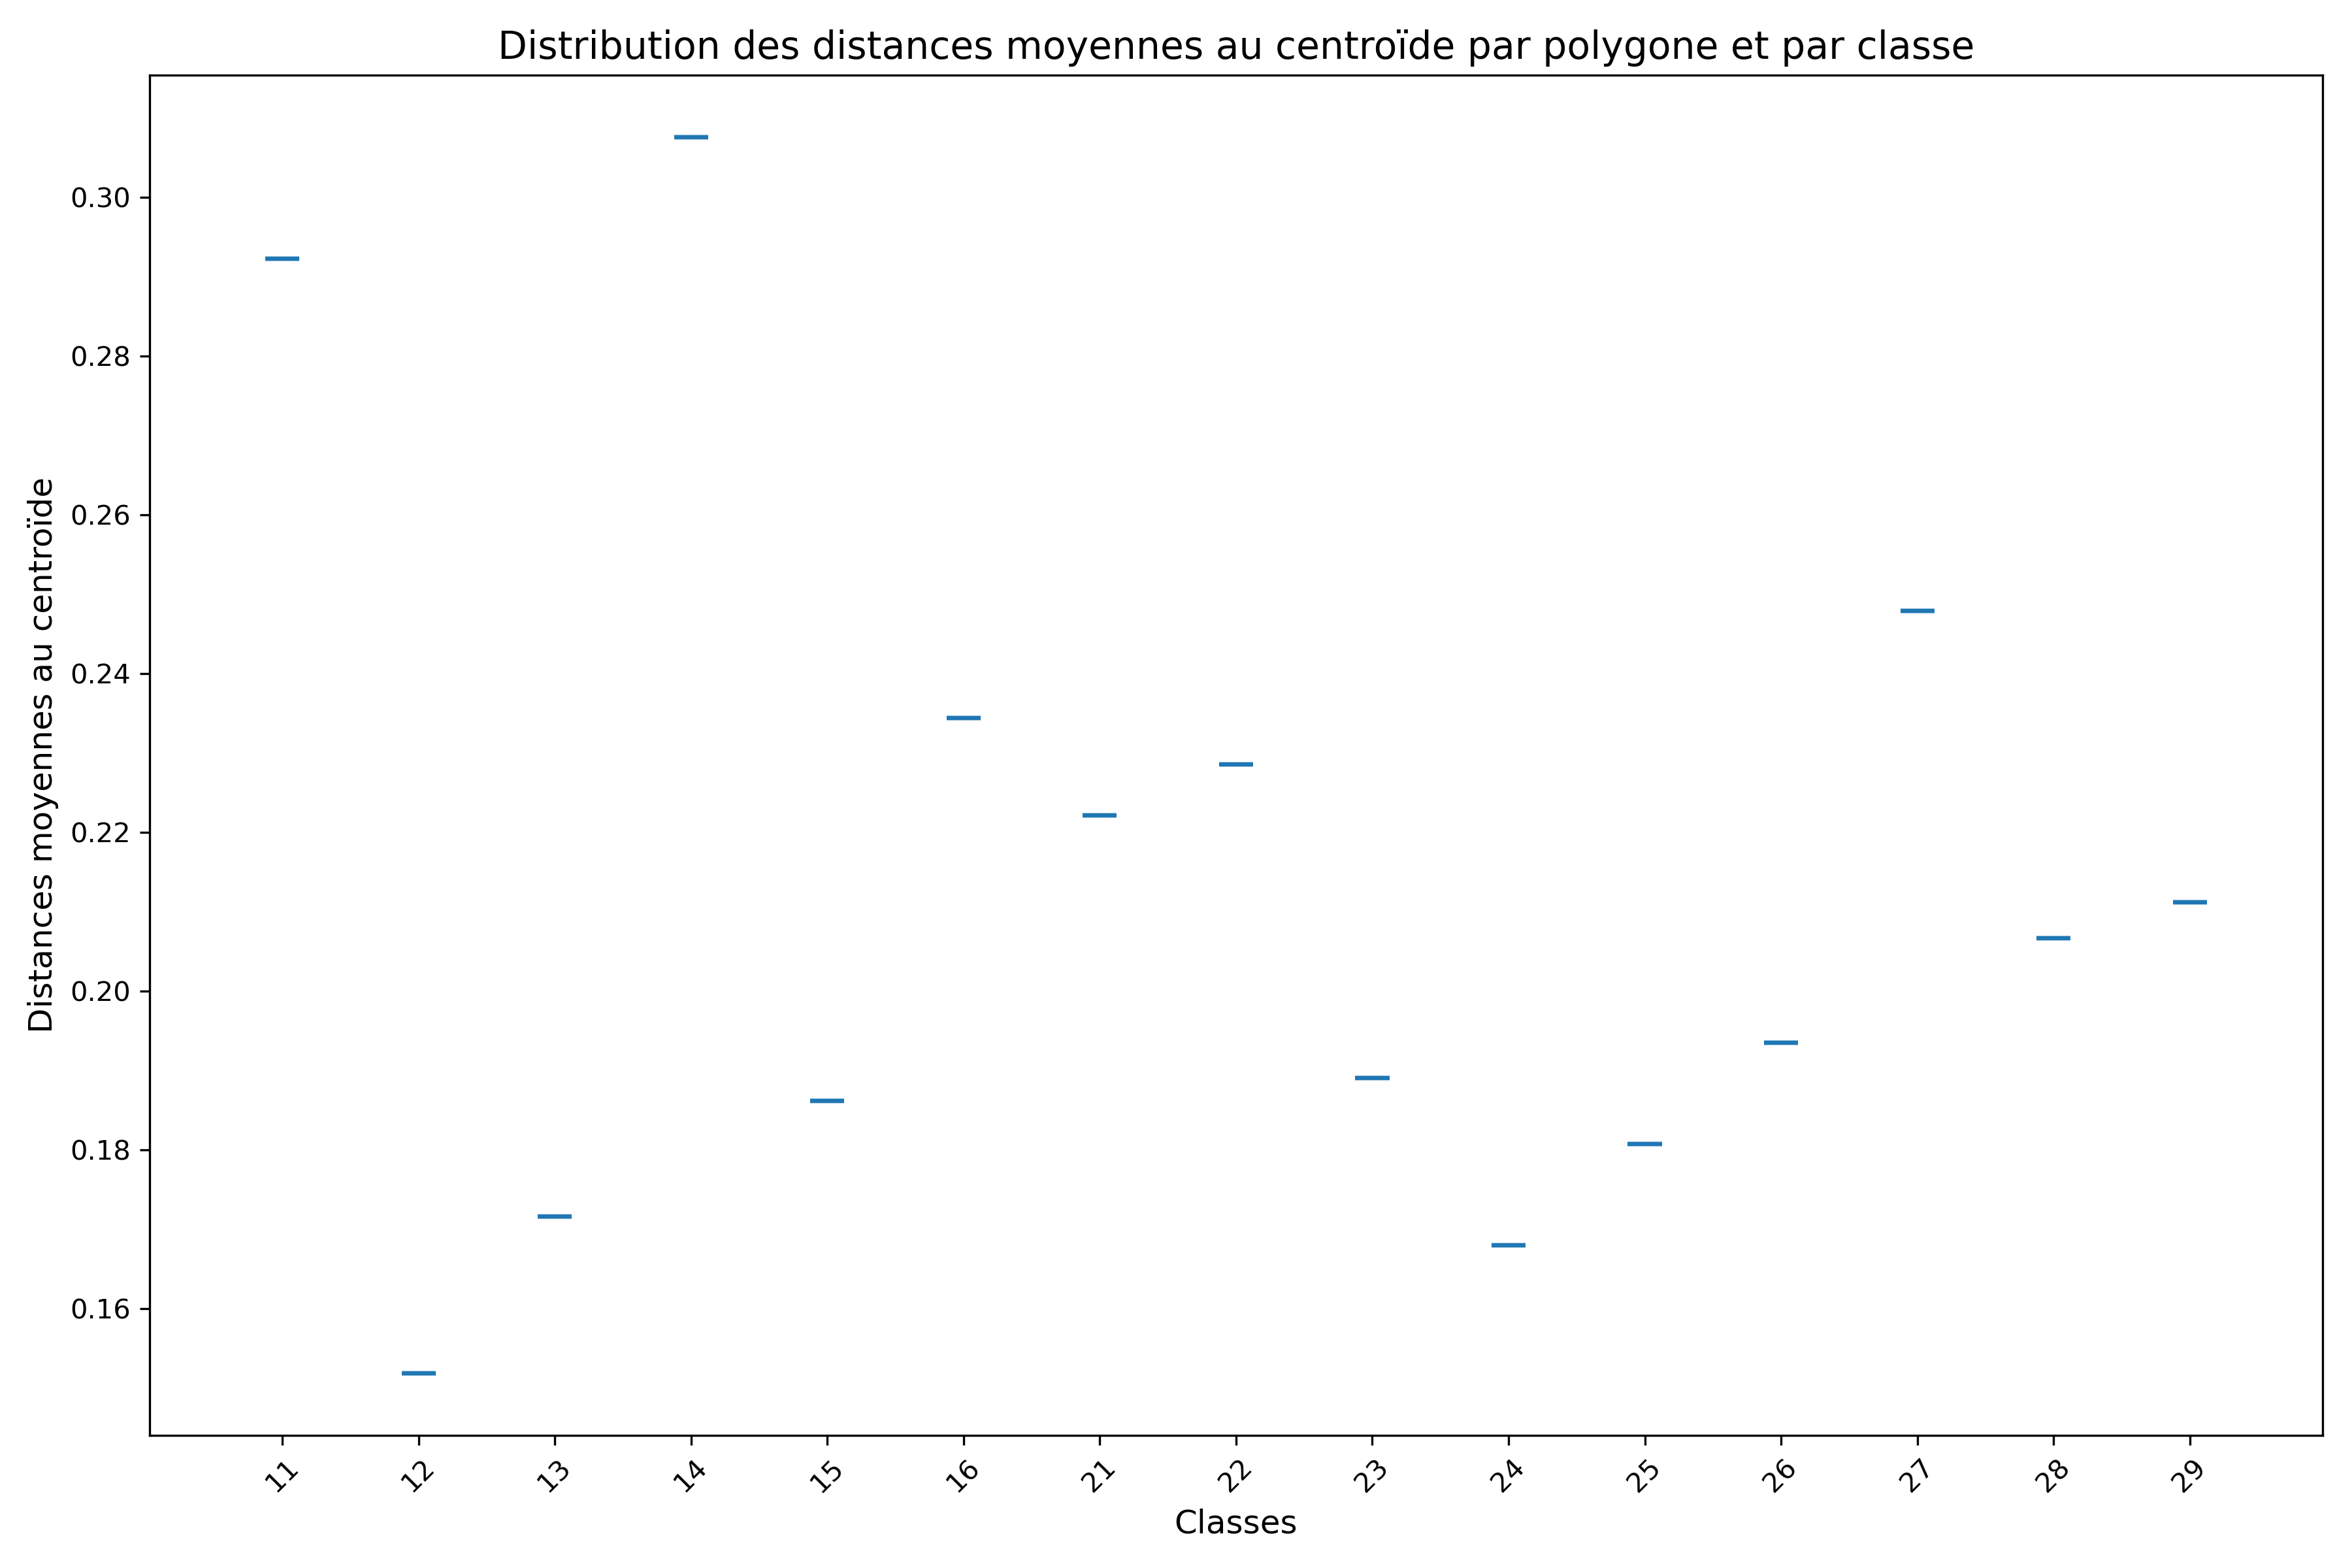 Distribution des distances moyennes au centroïde par polygone et par classe
Distances moyennes au centroïde
0.30
0.28
0.26
0.24
0.22
0.20
0.18
0.16
11 12 13 14 15 16 21 22 23 24 25 26 27 28 29
Classes